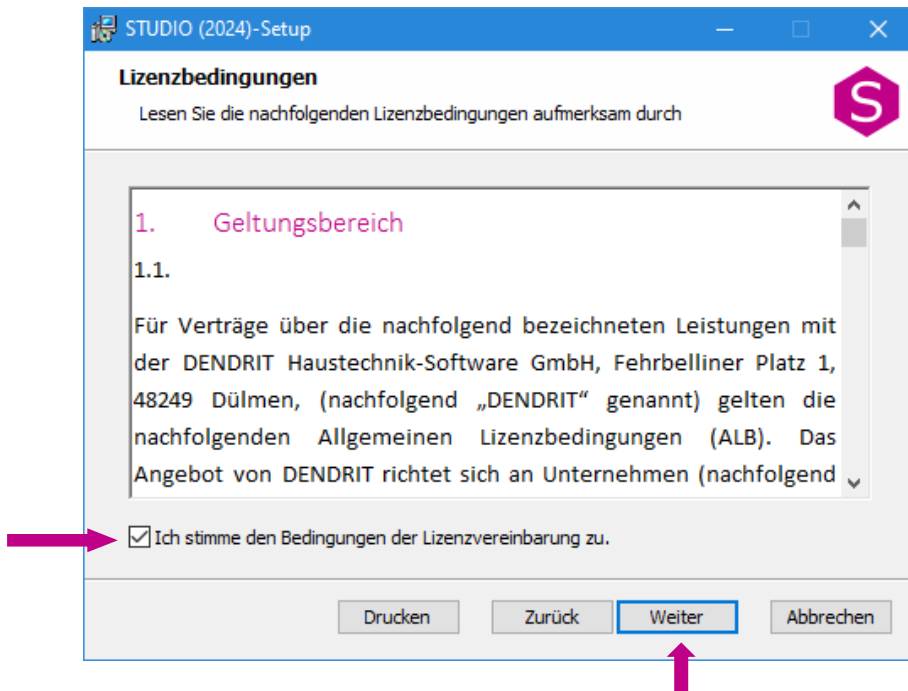 STUDIO (2024)-Setup
Lizenzbedingungen
Lesen Sie die nachfolgenden Lizenzbedingungen aufmerksam durch
S
1. Geltungsbereich
1.1.
Für Verträge über die nachfolgend bezeichneten Leistungen mit
der DENDRIT Haustechnik-Software GmbH, Fehrbelliner Platz 1,
48249 Dülmen, (nachfolgend „DENDRIT“ genannt) gelten die
nachfolgenden Allgemeinen Lizenzbedingungen (ALB). Das
Angebot von DENDRIT richtet sich an Unternehmen (nachfolgend
Ich stimme den Bedingungen der Lizenzvereinbarung zu.
Drucken Zurück Weiter Abbrechen